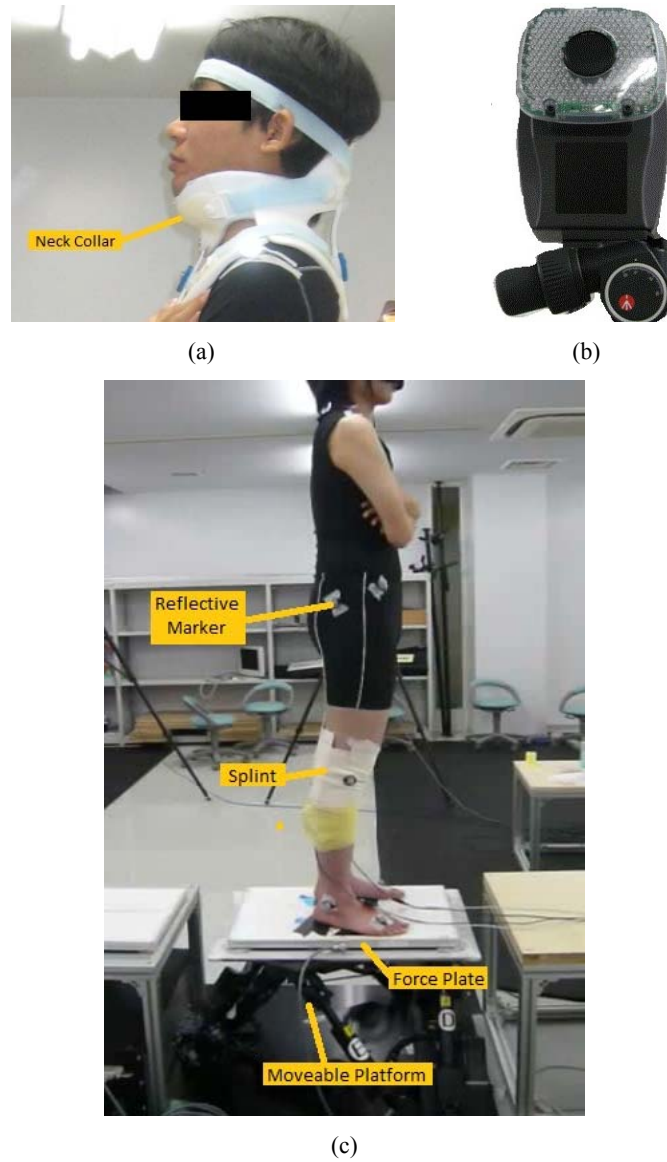 Neck Collar
(a)
(b)
Reflective
Marker
Splint
Force Plate
E
D
Moveable Platform
(c)